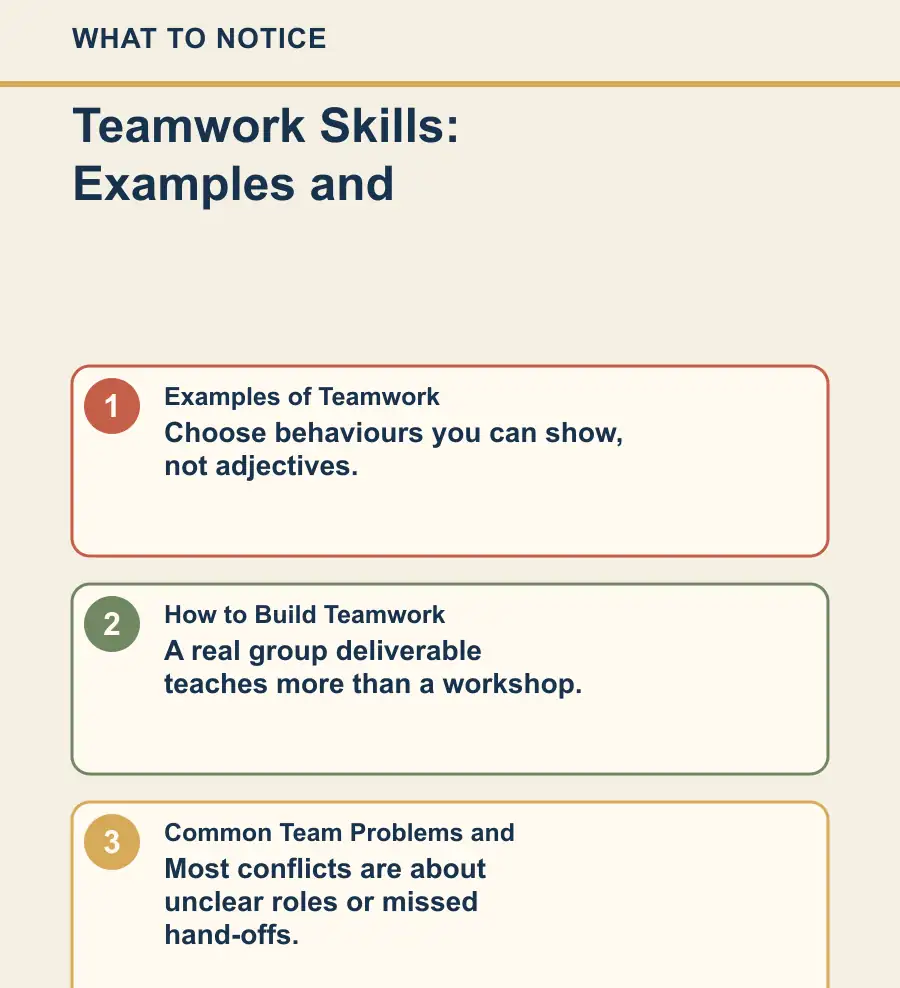 WHAT TO NOTICE
Teamwork Skills:
Examples and
1
Examples of Teamwork
Choose behaviours you can show,
not adjectives.
2
How to Build Teamwork
A real group deliverable
teaches more than a workshop.
3
Common Team Problems and
Most conflicts are about
unclear roles or missed
hand-offs.